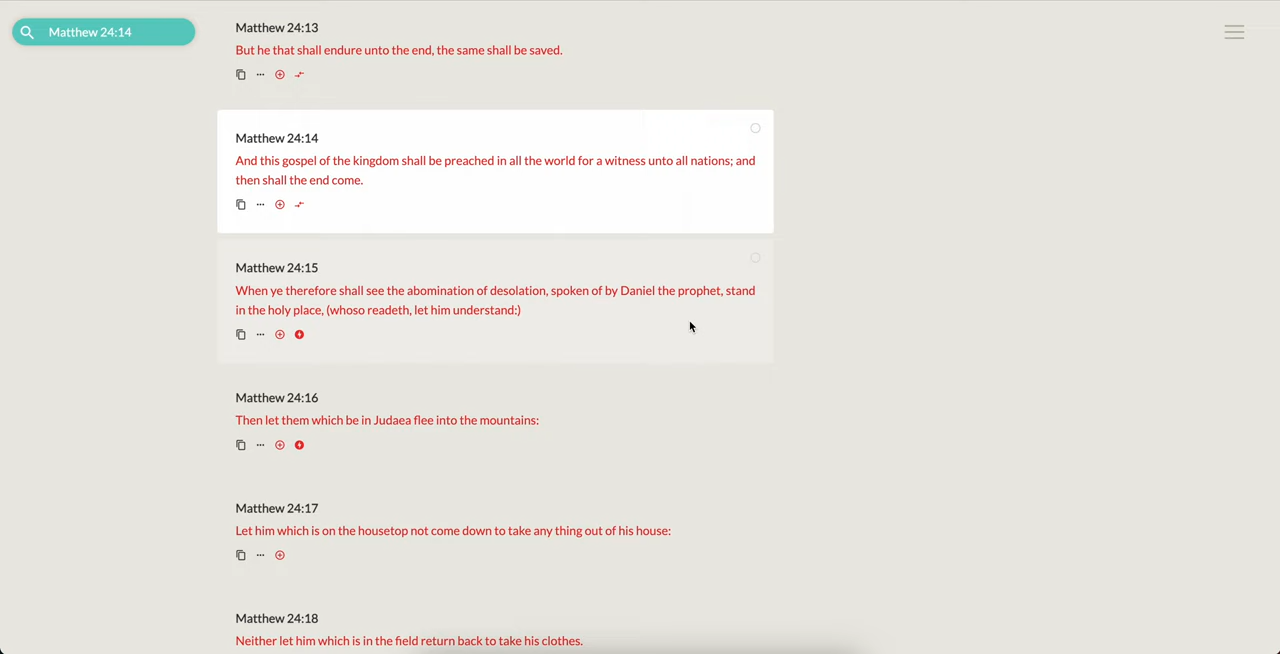 Matthew 24:14
Matthew 24:13
But he that shall endure unto the end, the same shall be saved.
Matthew 24:14
And this gospel of the kingdom shall be preached in all the world for a witness unto all nations; and
then shall the end come.
Matthew 24:15
When ye therefore shall see the abomination of desolation, spoken of by Daniel the prophet, stand
in the holy place, (whoso readeth, let him understand:)
Matthew 24:16
Then let them which be in Judaea flee into the mountains:
Matthew 24:17
Let him which is on the housetop not come down to take any thing out of his house:
Matthew 24:18
Neither let him which is in the field return back to take his clothes.